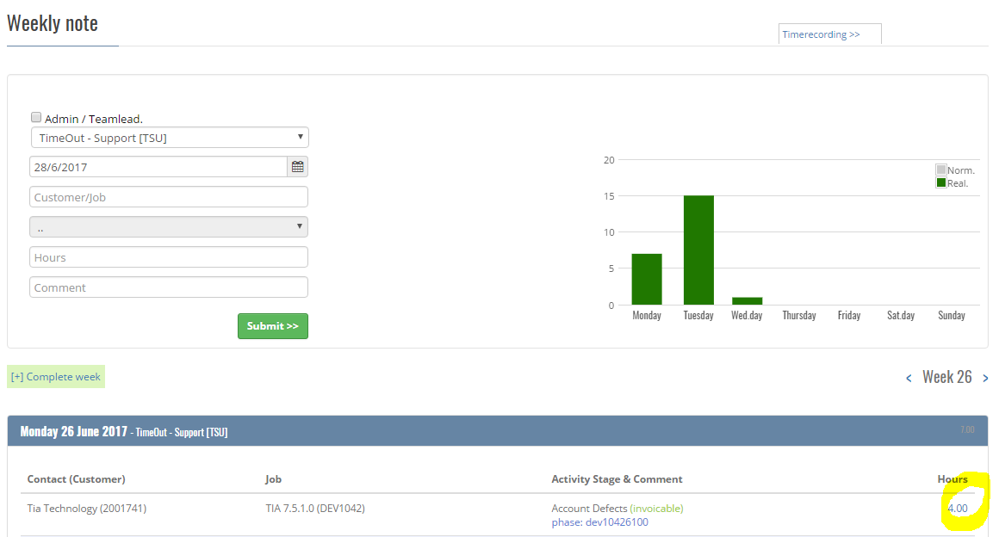 Weekly note
Timerecording >>
Admin / Teamlead.
TimeOut - Support [TSU]
28/6/2017
Customer/Job
..
Hours
Comment
Submit >>
20
15
10
5
0
Norm.
Real.
Monday Tuesday Wed.day Thursday Friday Sat.day Sunday
[+] Complete week
< Week 26 >
Monday 26 June 2017 - TimeOut - Support [TSU] 7.00
Contact (Customer) Job Activity Stage & Comment Hours
Tia Technology (2001741) TIA 7.5.1.0 (DEV1042) Account Defects (invoicable) 4.00
phase: dev10426100